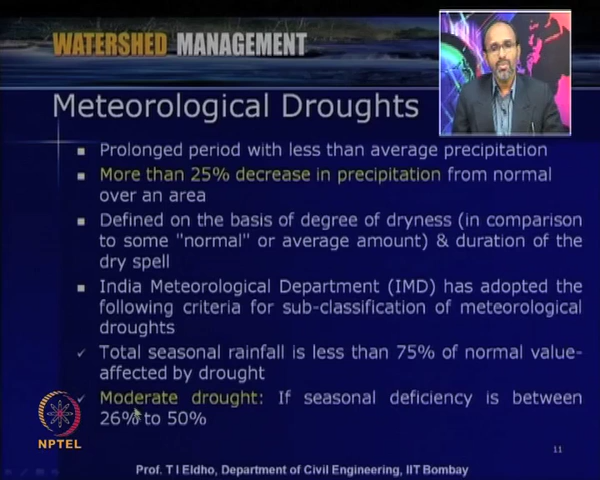 WATERSHED MANAGEMENT
Meteorological Droughts
Prolonged period with less than average precipitation
More than 25% decrease in precipitation from normal
over an area
Defined on the basis of degree of dryness (in comparison
to some "normal" or average amount) & duration of the
dry spell
India Meteorological Department (IMD) has adopted the
following criteria for sub-classification of meteorological
droughts
Total seasonal rainfall is less than 75% of normal value-
affected by drought
Moderate drought: If seasonal deficiency is between
26% to 50%
NPTEL
11
Prof. T I Eldho, Department of Civil Engineering, IIT Bombay